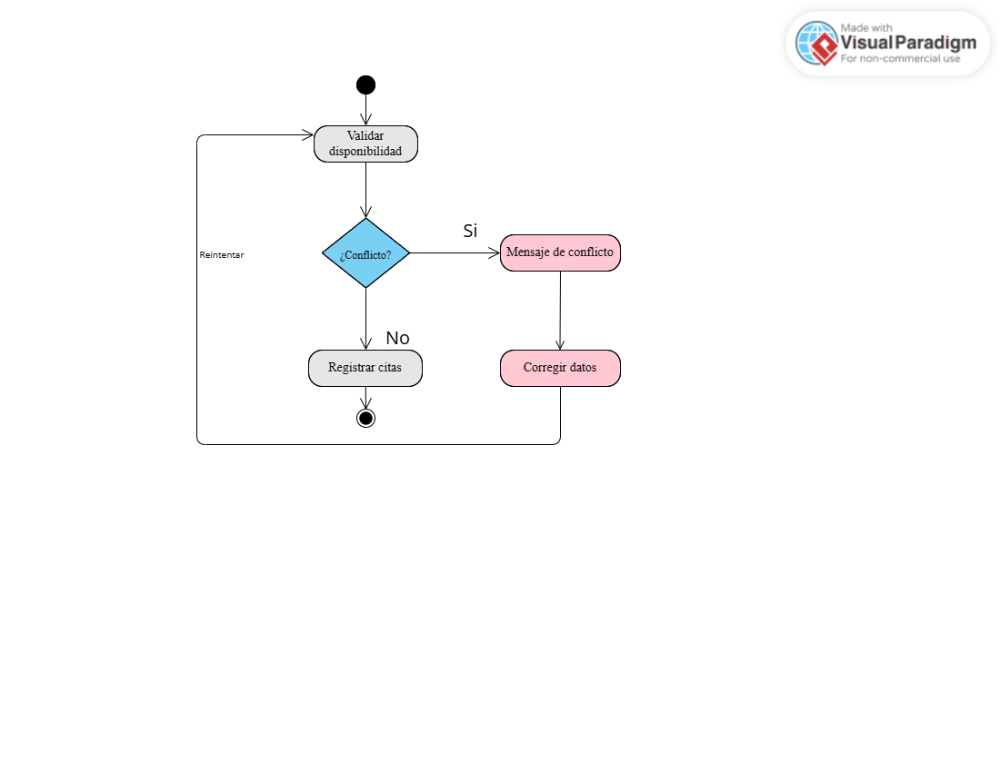 Made with
Visual Paradigm
For non-commercial use
Validar
disponibilidad
Si
¿Conflicto?
Mensaje de conflicto
Reintentar
No
Registrar citas
Corregir datos